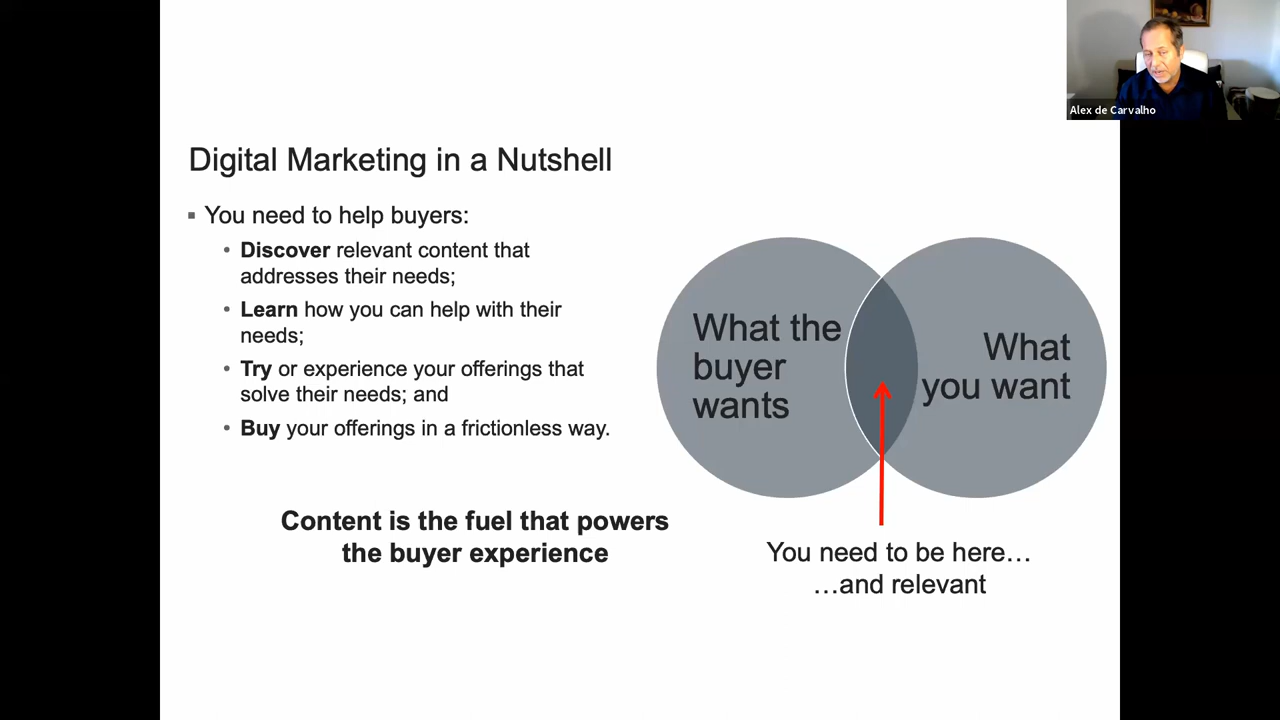 Alex de Carvalho
Digital Marketing in a Nutshell
▪ You need to help buyers:
• Discover relevant content that
addresses their needs;
• Learn how you can help with their
needs;
• Try or experience your offerings that
solve their needs; and
• Buy your offerings in a frictionless way.
Content is the fuel that powers
the buyer experience
What the
buyer
wants
What
you want
You need to be here…
…and relevant